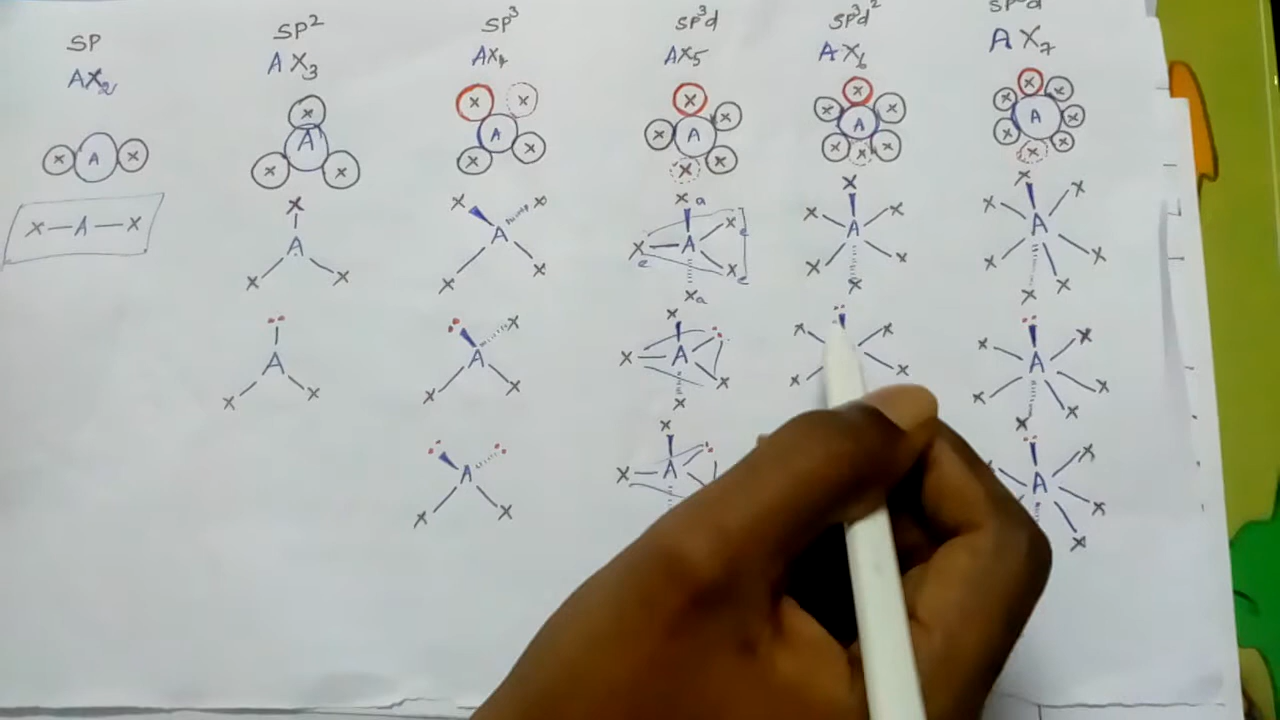 SP SP² SP³ SP³d SP³d²
AX₂ AX₃ AX₄ AX₅ AX₆ AX₇
X A X
X A X X
X X A X X
X X X A X X
X X X A X X X X
X X X X A X X X
X—A—X
X A X X
X X A X X
X a X e X e A X e X a
X X X A X X X
X X X X A X X X X
A X X
A X X X
X X A X X
X X X X
X X A X X X X
A X X
X A X
X A X X X